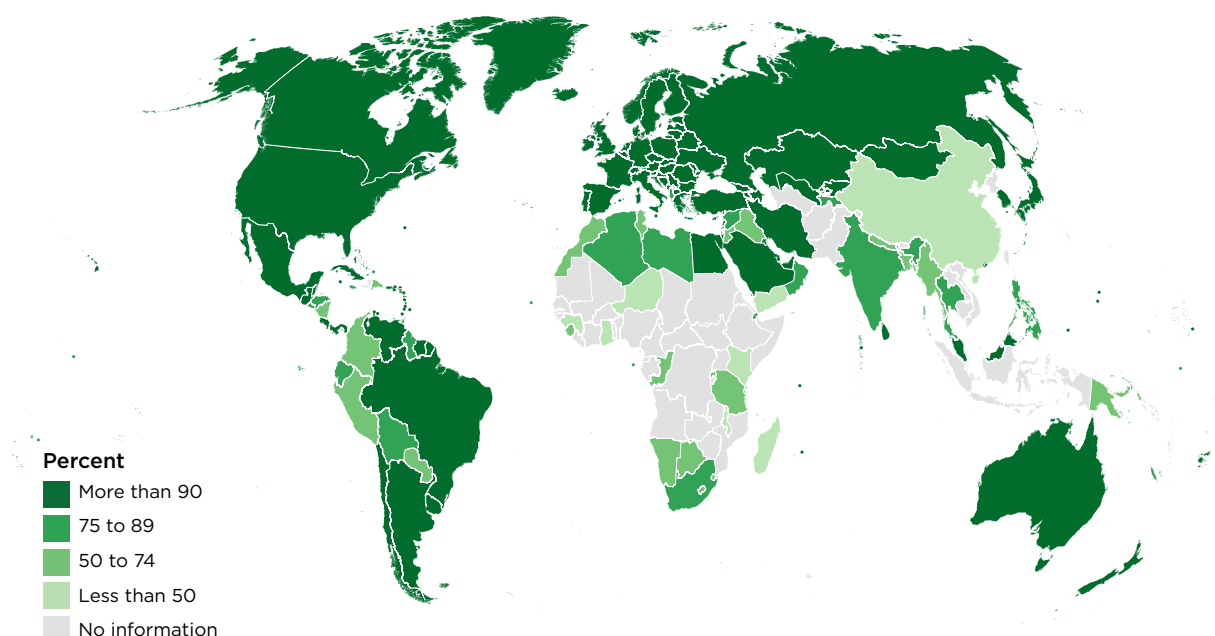 Percent
More than 90
75 to 89
50 to 74
Less than 50
No information